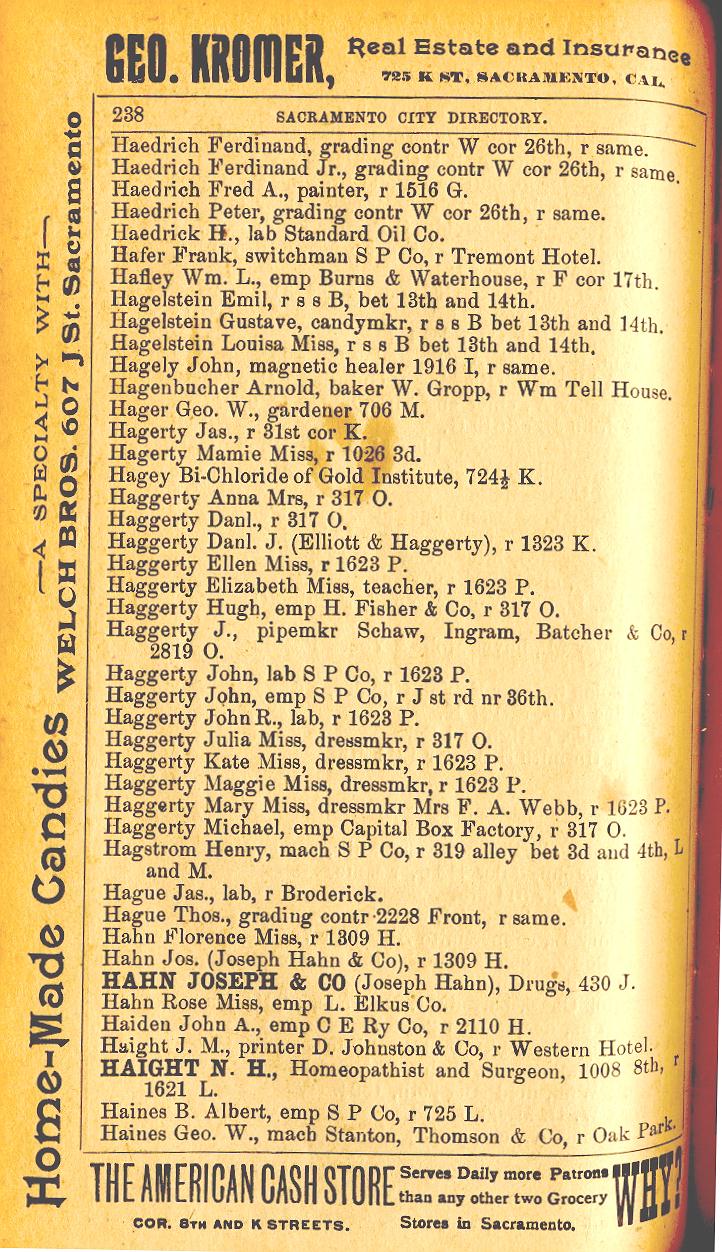 GEO. KROMER, Real Estate and Insurance
725 K ST, SACRAMENTO, CAL.
238 SACRAMENTO CITY DIRECTORY.
Haedrich Ferdinand, grading contr W cor 26th, r same.
Haedrich Ferdinand Jr., grading contr W cor 26th, r same.
Haedrich Fred A., painter, r 1516 G.
Haedrich Peter, grading contr W cor 26th, r same.
Haedrick H., lab Standard Oil Co.
Hafer Frank, switchman S P Co, r Tremont Hotel.
Hafley Wm. L., emp Burns & Waterhouse, r F cor 17th.
Hagelstein Emil, r s s B, bet 13th and 14th.
Hagelstein Gustave, candymkr, r s s B bet 13th and 14th.
Hagelstein Louisa Miss, r s s B bet 13th and 14th.
Hagely John, magnetic healer 1916 I, r same.
Hagenbucher Arnold, baker W. Gropp, r Wm Tell House.
Hager Geo. W., gardener 706 M.
Hagerty Jas., r 31st cor K.
Hagerty Mamie Miss, r 1026 3d.
Hagey Bi-Chloride of Gold Institute, 724½ K.
Haggerty Anna Mrs, r 317 O.
Haggerty Danl., r 317 O.
Haggerty Danl. J. (Elliott & Haggerty), r 1323 K.
Haggerty Ellen Miss, r 1623 P.
Haggerty Elizabeth Miss, teacher, r 1623 P.
Haggerty Hugh, emp H. Fisher & Co, r 317 O.
Haggerty J., pipemkr Schaw, Ingram, Batcher & Co, r
2819 O.
Haggerty John, lab S P Co, r 1623 P.
Haggerty John, emp S P Co, r J st rd nr 36th.
Haggerty John R., lab, r 1623 P.
Haggerty Julia Miss, dressmkr, r 317 O.
Haggerty Kate Miss, dressmkr, r 1623 P.
Haggerty Maggie Miss, dressmkr, r 1623 P.
Haggerty Mary Miss, dressmkr Mrs F. A. Webb, r 1623 P.
Haggerty Michael, emp Capital Box Factory, r 317 O.
Hagstrom Henry, mach S P Co, r 319 alley bet 3d and 4th, L
and M.
Hague Jas., lab, r Broderick.
Hague Thos., grading contr 2228 Front, r same.
Hahn Florence Miss, r 1309 H.
Hahn Jos. (Joseph Hahn & Co), r 1309 H.
HAHN JOSEPH & CO (Joseph Hahn), Drugs, 430 J.
Hahn Rose Miss, emp L. Elkus Co.
Haiden John A., emp C E Ry Co, r 2110 H.
Haight J. M., printer D. Johnston & Co, r Western Hotel.
HAIGHT N. H., Homeopathist and Surgeon, 1008 8th, r
1621 L.
Haines B. Albert, emp S P Co, r 725 L.
Haines Geo. W., mach Stanton, Thomson & Co, r Oak Park.
Home-Made Candies —A SPECIALTY WITH—
WELCH BROS. 607 J St. Sacramento
THE AMERICAN CASH STORE
COR. 8TH AND K STREETS.
Serves Daily more Patrons
than any other two Grocery
Stores in Sacramento.
WHY?